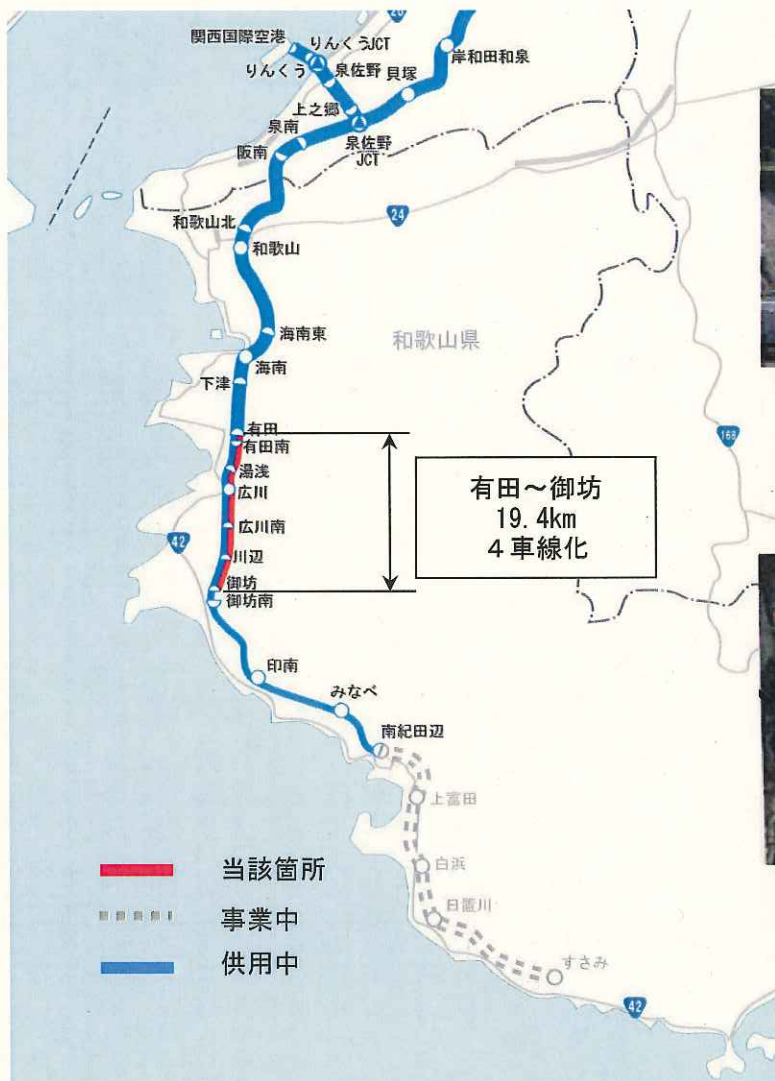 26
関西国際空港
りんくうJCT
りんくう
泉佐野
岸和田和泉
貝塚
上之郷
泉南
泉佐野
JCT
阪南
和歌山北
24
和歌山
海南東
和歌山県
海南
下津
有田
有田南
168
湯浅
広川
有田～御坊
19.4km
4車線化
広川南
42
川辺
御坊
御坊南
印南
みなべ
南紀田辺
上富田
当該箇所
白浜
事業中
日置川
供用中
すさみ
42